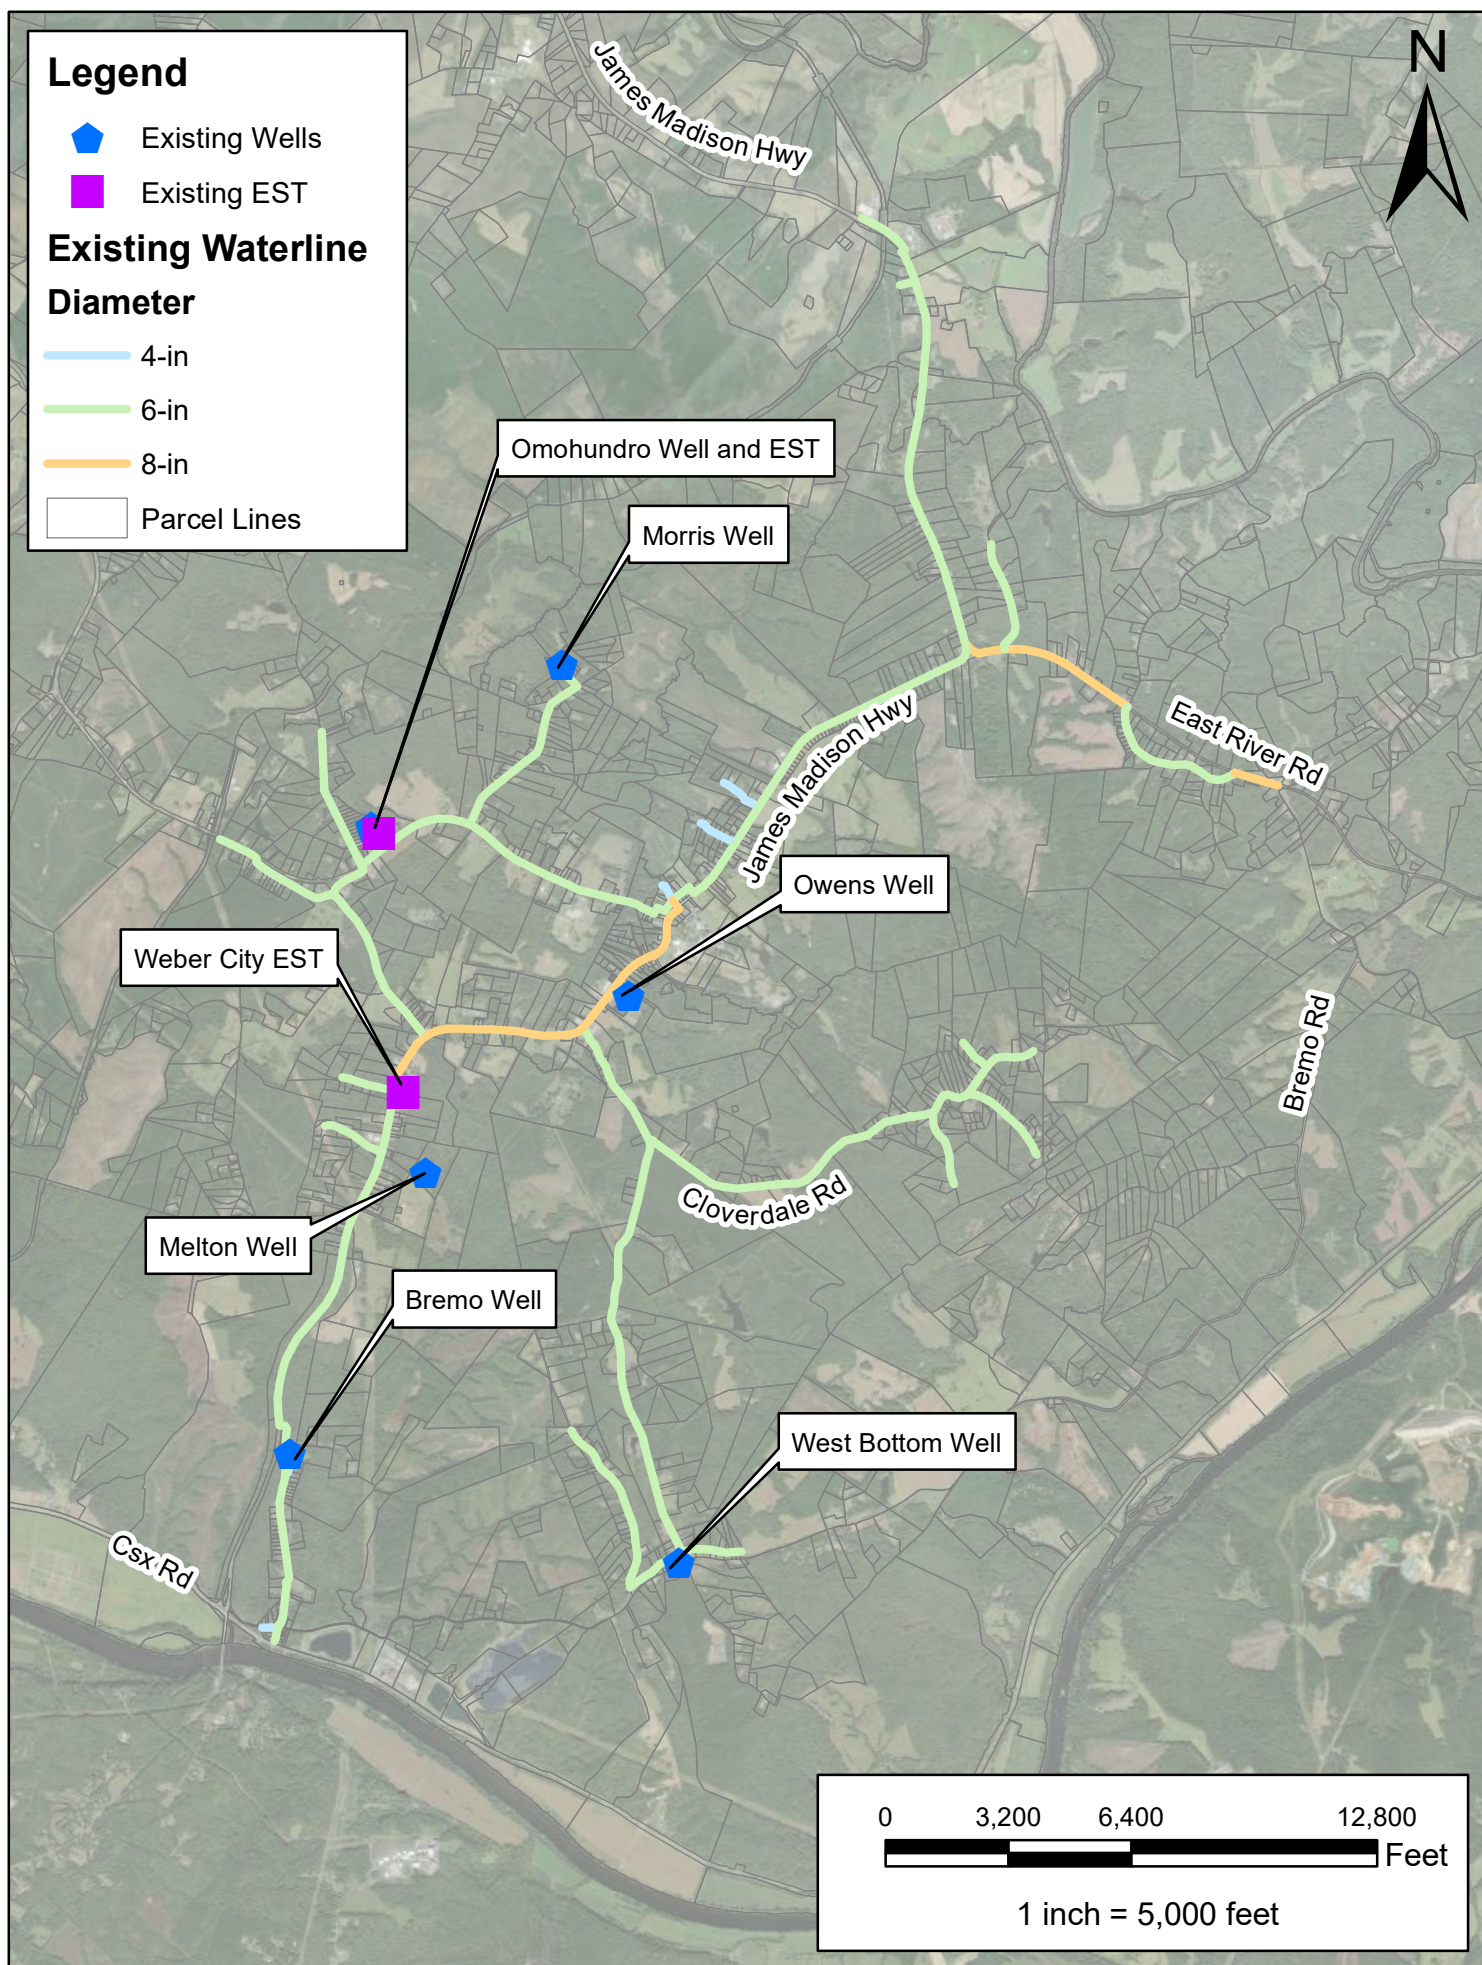 Legend
Existing Wells
Existing EST
Existing Waterline
Diameter
4-in
6-in
8-in
Parcel Lines
James Madison Hwy
N
Omohundro Well and EST
Morris Well
James Madison Hwy
East River Rd
Owens Well
Weber City EST
Bremo Rd
Cloverdale Rd
Melton Well
Bremo Well
West Bottom Well
Csx Rd
0 3,200 6,400 12,800
Feet
1 inch = 5,000 feet